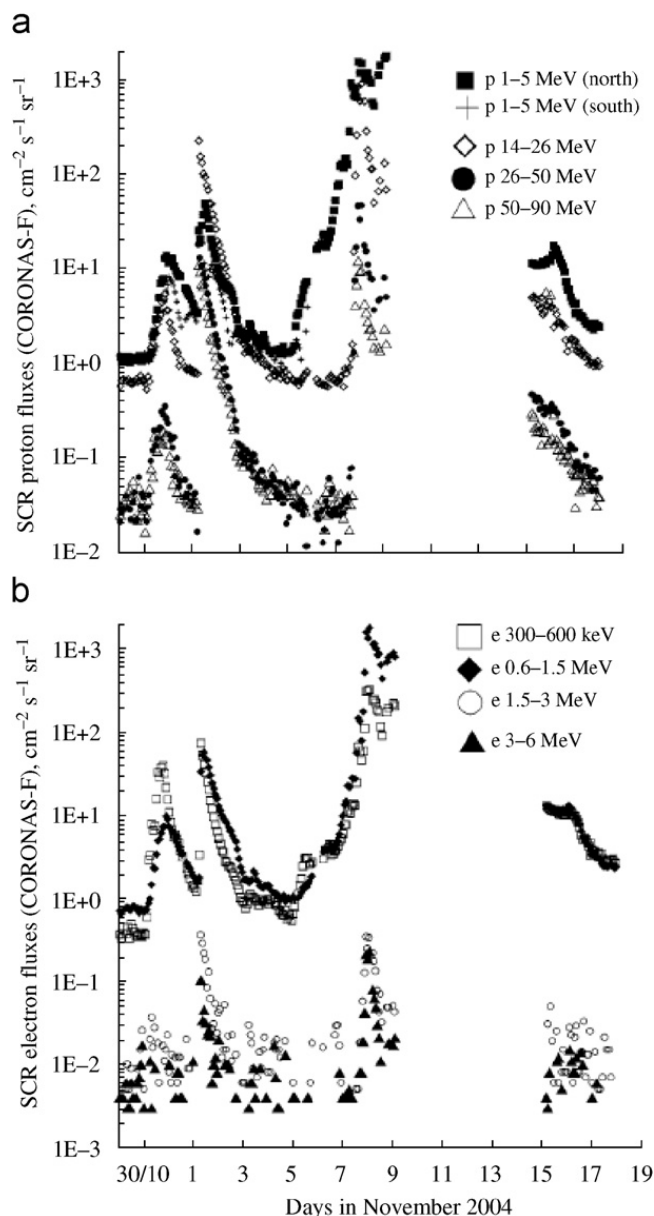 a
SCR proton fluxes (CORONAS-F), cm⁻² s⁻¹ sr⁻¹
1E+3
1E+2
1E+1
1E+0
1E–1
1E–2
p 1–5 MeV (north)
p 1–5 MeV (south)
p 14–26 MeV
p 26–50 MeV
p 50–90 MeV
b
SCR electron fluxes (CORONAS-F), cm⁻² s⁻¹ sr⁻¹
1E+3
1E+2
1E+1
1E+0
1E–1
1E–2
1E–3
e 300–600 keV
e 0.6–1.5 MeV
e 1.5–3 MeV
e 3–6 MeV
30/10 1 3 5 7 9 11 13 15 17 19
Days in November 2004